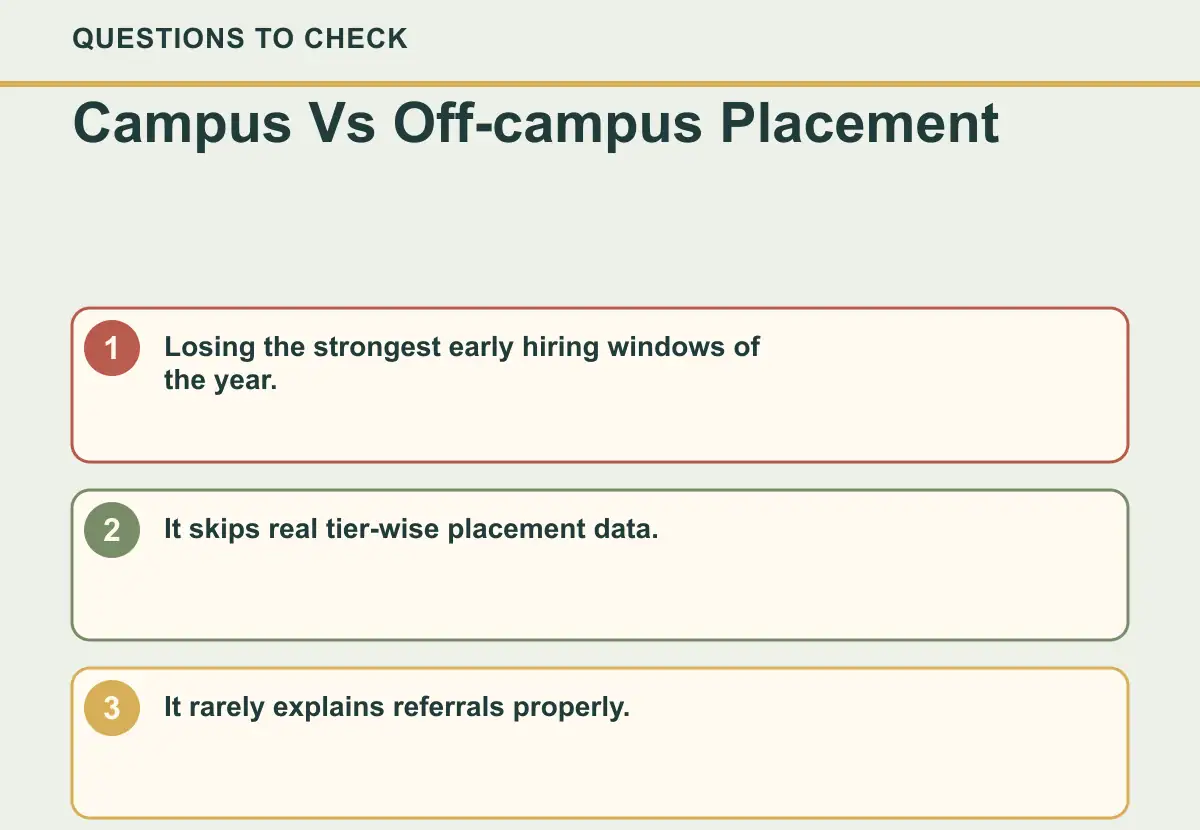 QUESTIONS TO CHECK
Campus Vs Off-campus Placement
1
Losing the strongest early hiring windows of
the year.
2
It skips real tier-wise placement data.
3
It rarely explains referrals properly.